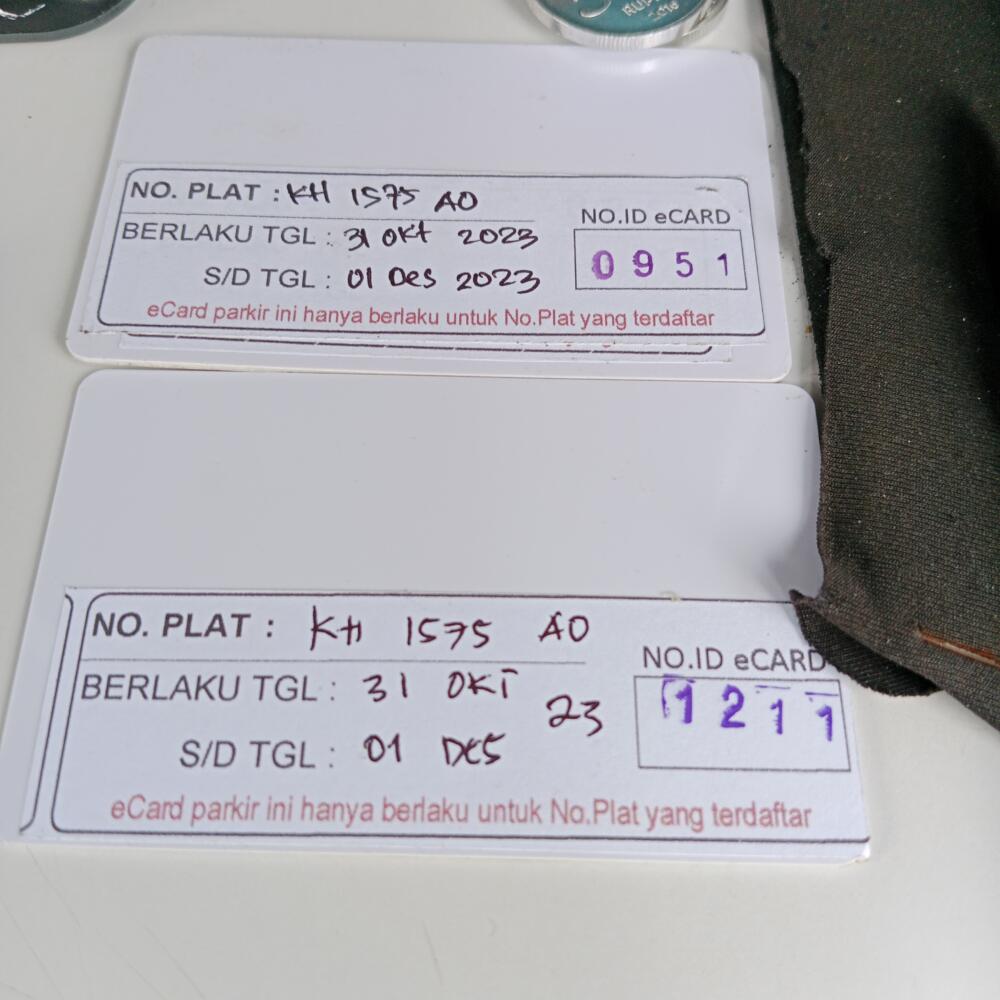 RUPIAH
2016
NO. PLAT : KH 1575 AO
BERLAKU TGL : 31 OKt 2023
S/D TGL : 01 Des 2023
NO.ID eCARD
0951
eCard parkir ini hanya berlaku untuk No.Plat yang terdaftar
NO. PLAT : KH 1575 AO
BERLAKU TGL : 31 OKT
23
S/D TGL : 01 DES
NO.ID eCARD
1211
eCard parkir ini hanya berlaku untuk No.Plat yang terdaftar